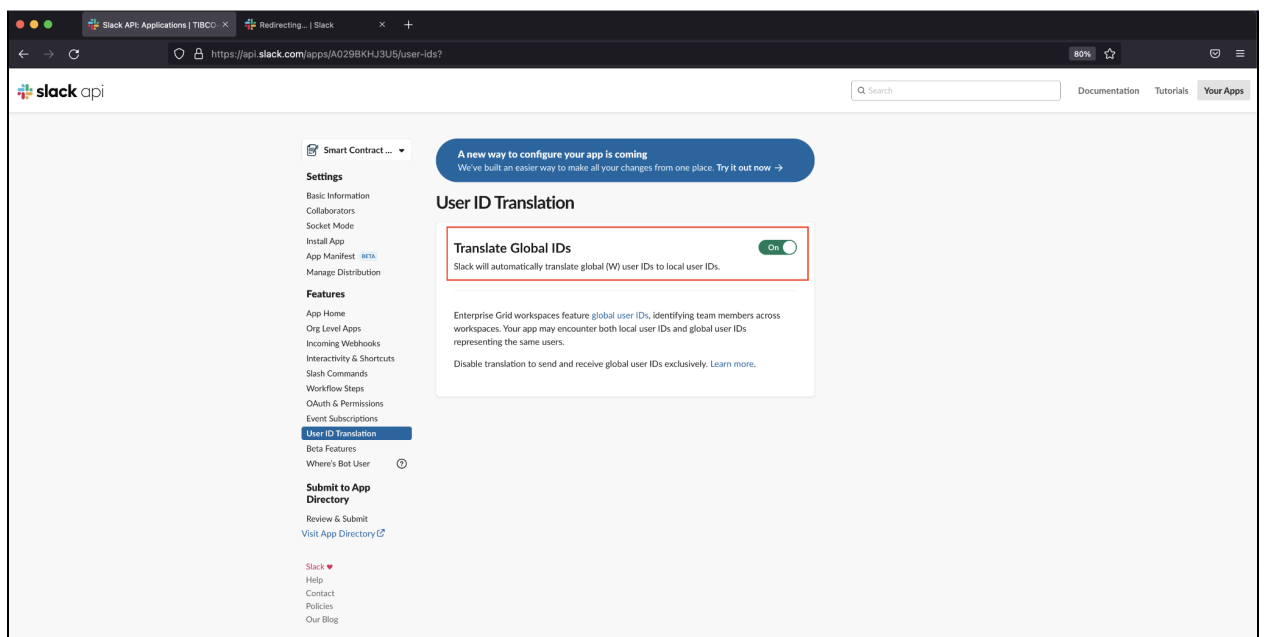 Slack API: Applications | TIBCO-
Redirecting... | Slack
https://api.slack.com/apps/A029BKHJ3U5/user-ids?
80%
slack api
Search
Documentation
Tutorials
Your Apps
Smart Contract ...
A new way to configure your app is coming
We've built an easier way to make all your changes from one place. Try it out now →
Settings
Basic Information
Collaborators
Socket Mode
Install App
App Manifest BETA
Manage Distribution
Features
App Home
Org Level Apps
Incoming Webhooks
Interactivity & Shortcuts
Slash Commands
Workflow Steps
OAuth & Permissions
Event Subscriptions
User ID Translation
Beta Features
Where's Bot User
Submit to App
Directory
Review & Submit
Visit App Directory
Slack ♥
Help
Contact
Policies
Our Blog
User ID Translation
Translate Global IDs
On
Slack will automatically translate global (W) user IDs to local user IDs.
Enterprise Grid workspaces feature global user IDs, identifying team members across
workspaces. Your app may encounter both local user IDs and global user IDs
representing the same users.
Disable translation to send and receive global user IDs exclusively. Learn more.